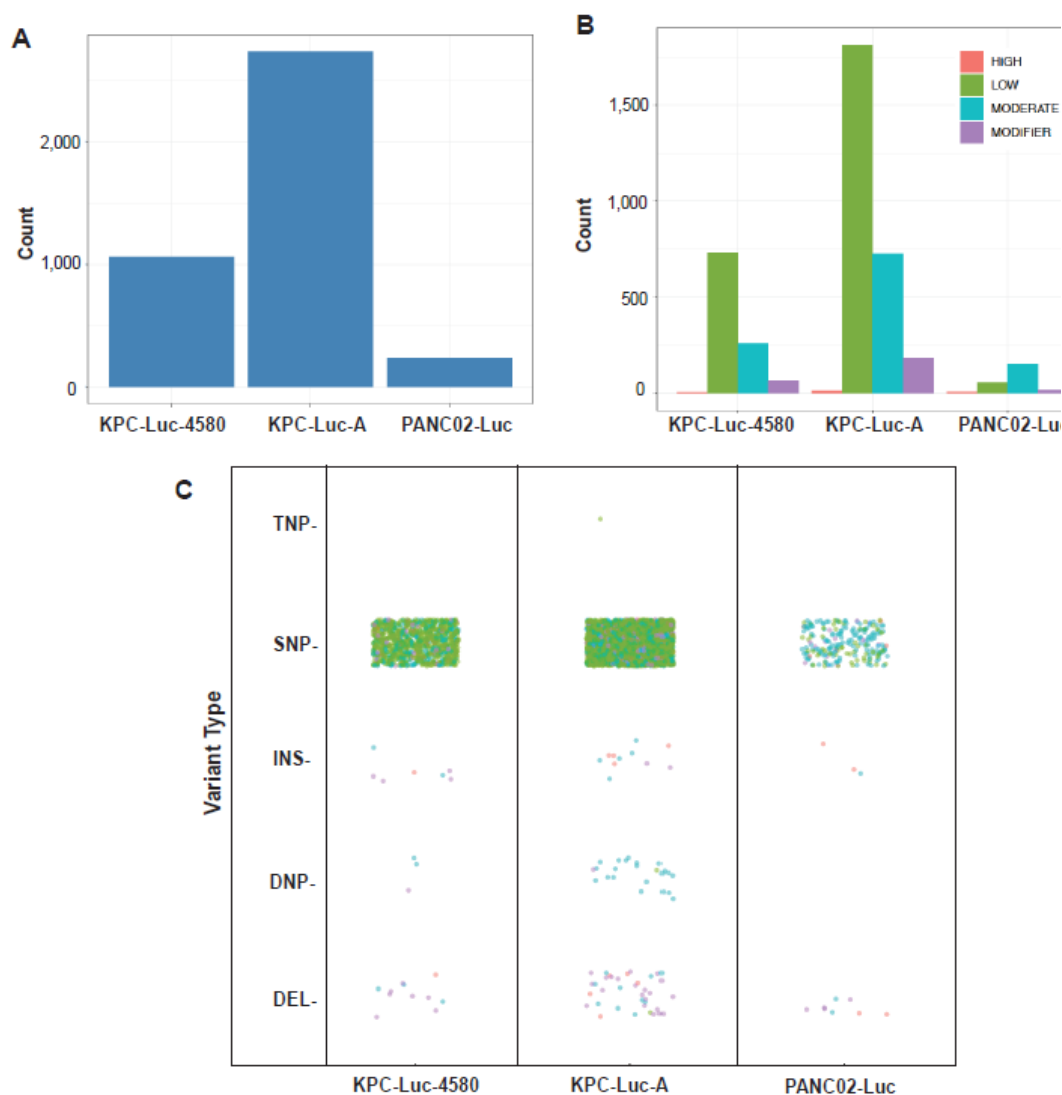 A
Count
2,000
1,000
0
KPC-Luc-4580 KPC-Luc-A PANC02-Luc
B
Count
1,500
1,000
500
0
HIGH
LOW
MODERATE
MODIFIER
KPC-Luc-4580 KPC-Luc-A PANC02-Luc
C
Variant Type
TNP-
SNP-
INS-
DNP-
DEL-
KPC-Luc-4580 KPC-Luc-A PANC02-Luc